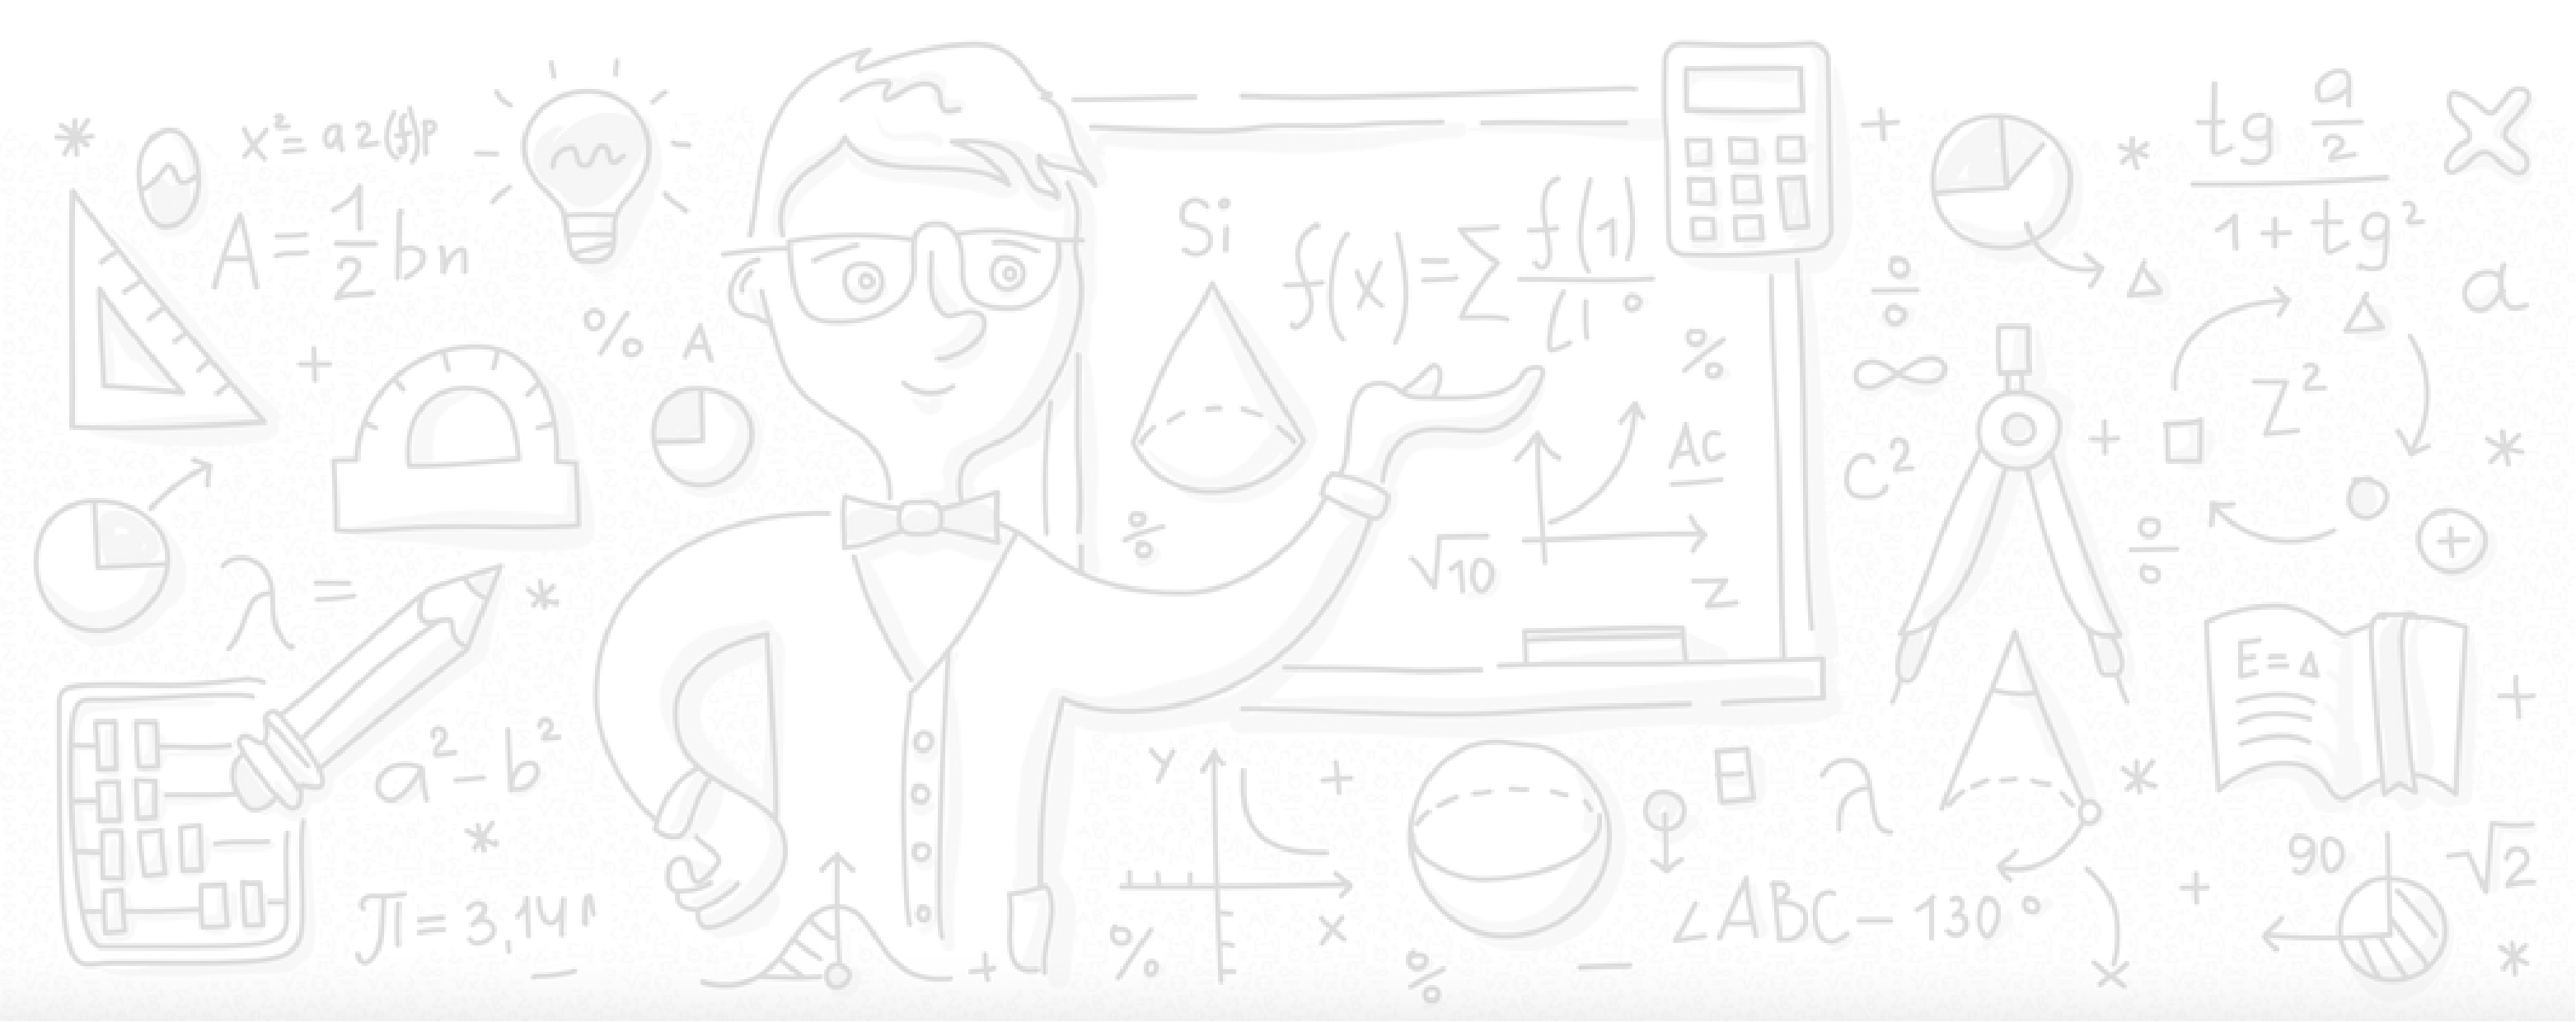 x² = a2(f)p
A = 1/2 bn
%
A
+
λ =
a² - b²
π = 3,14
Si
f(x) = Σ f(1)
%
Ac
√10
z
y
x
+
%
%
∠ABC - 130°
λ
tg a/2
1 + tg²
a
÷
∞
C²
+
Z²
÷
+
E = Δ
+
90
√2
+